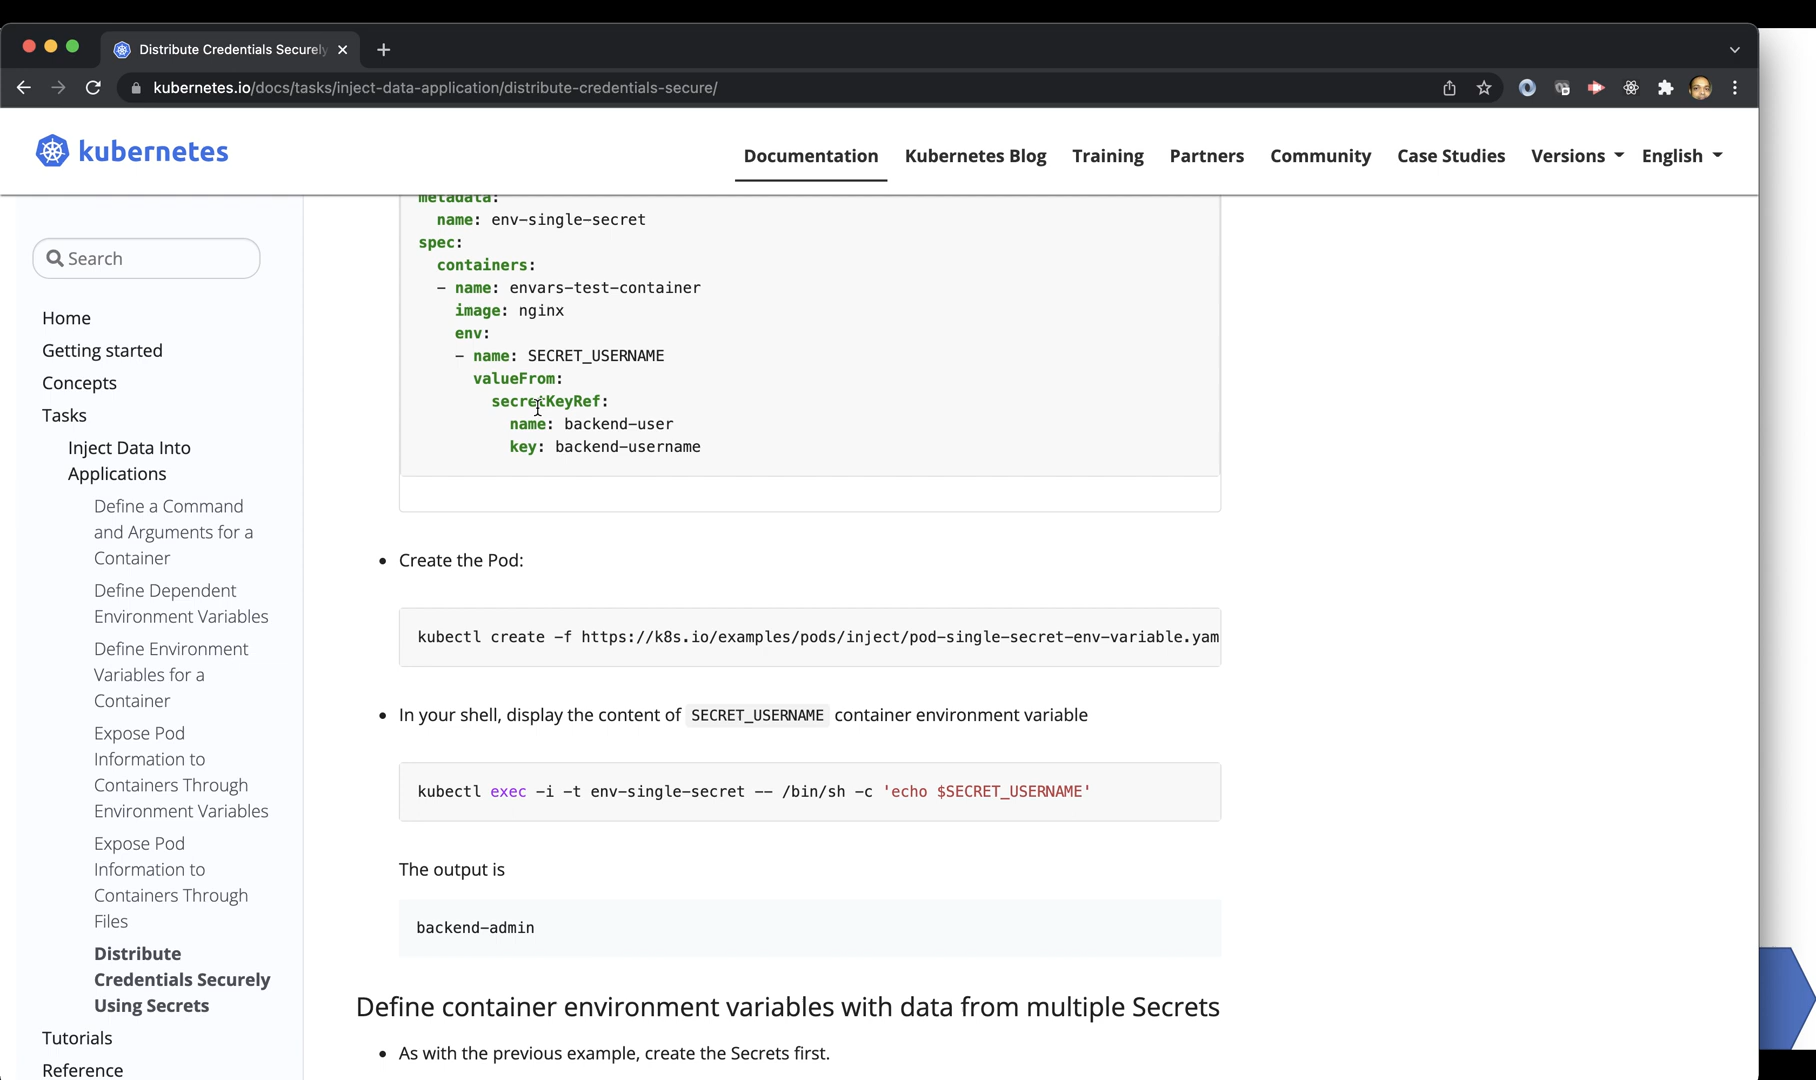 Distribute Credentials Securely
kubernetes.io/docs/tasks/inject-data-application/distribute-credentials-secure/
kubernetes
Documentation
Kubernetes Blog
Training
Partners
Community
Case Studies
Versions
English
Search
Home
Getting started
Concepts
Tasks
Inject Data Into
Applications
Define a Command
and Arguments for a
Container
Define Dependent
Environment Variables
Define Environment
Variables for a
Container
Expose Pod
Information to
Containers Through
Environment Variables
Expose Pod
Information to
Containers Through
Files
Distribute
Credentials Securely
Using Secrets
Tutorials
Reference
metadata:
name: env-single-secret
spec:
containers:
- name: envars-test-container
image: nginx
env:
- name: SECRET_USERNAME
valueFrom:
secretKeyRef:
name: backend-user
key: backend-username
• Create the Pod:
kubectl create -f https://k8s.io/examples/pods/inject/pod-single-secret-env-variable.yam
• In your shell, display the content of SECRET_USERNAME container environment variable
kubectl exec -i -t env-single-secret -- /bin/sh -c 'echo $SECRET_USERNAME'
The output is
backend-admin
Define container environment variables with data from multiple Secrets
• As with the previous example, create the Secrets first.